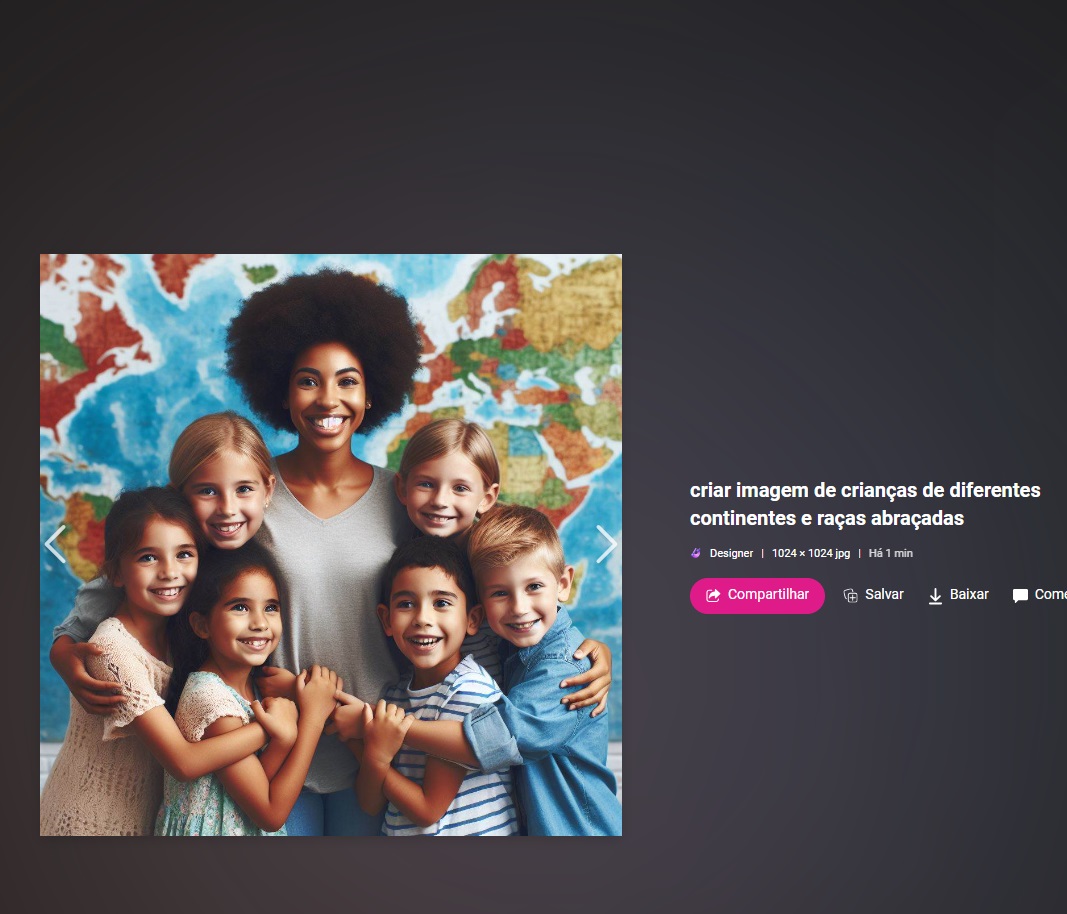 criar imagem de crianças de diferentes
continentes e raças abraçadas
Designer | 1024 × 1024 jpg | Há 1 min
Compartilhar Salvar Baixar Come